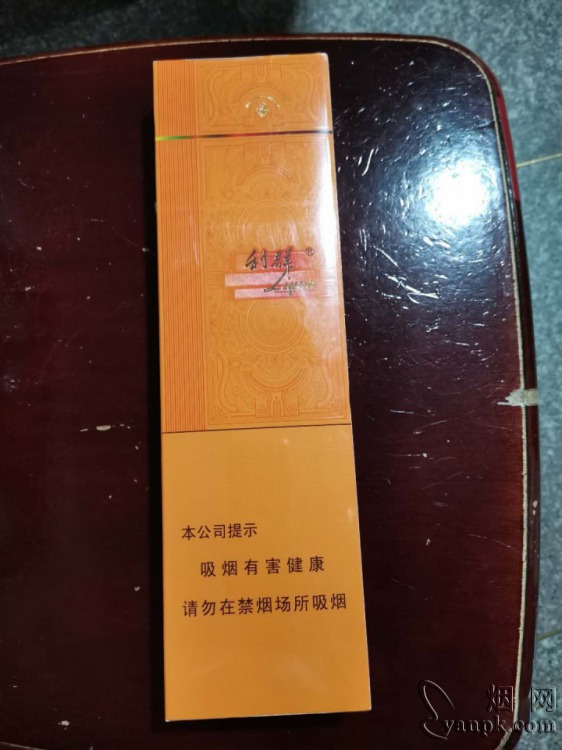 利群
Liqun
本公司提示
吸烟有害健康
请勿在禁烟场所吸烟
烟网
yanpk.com